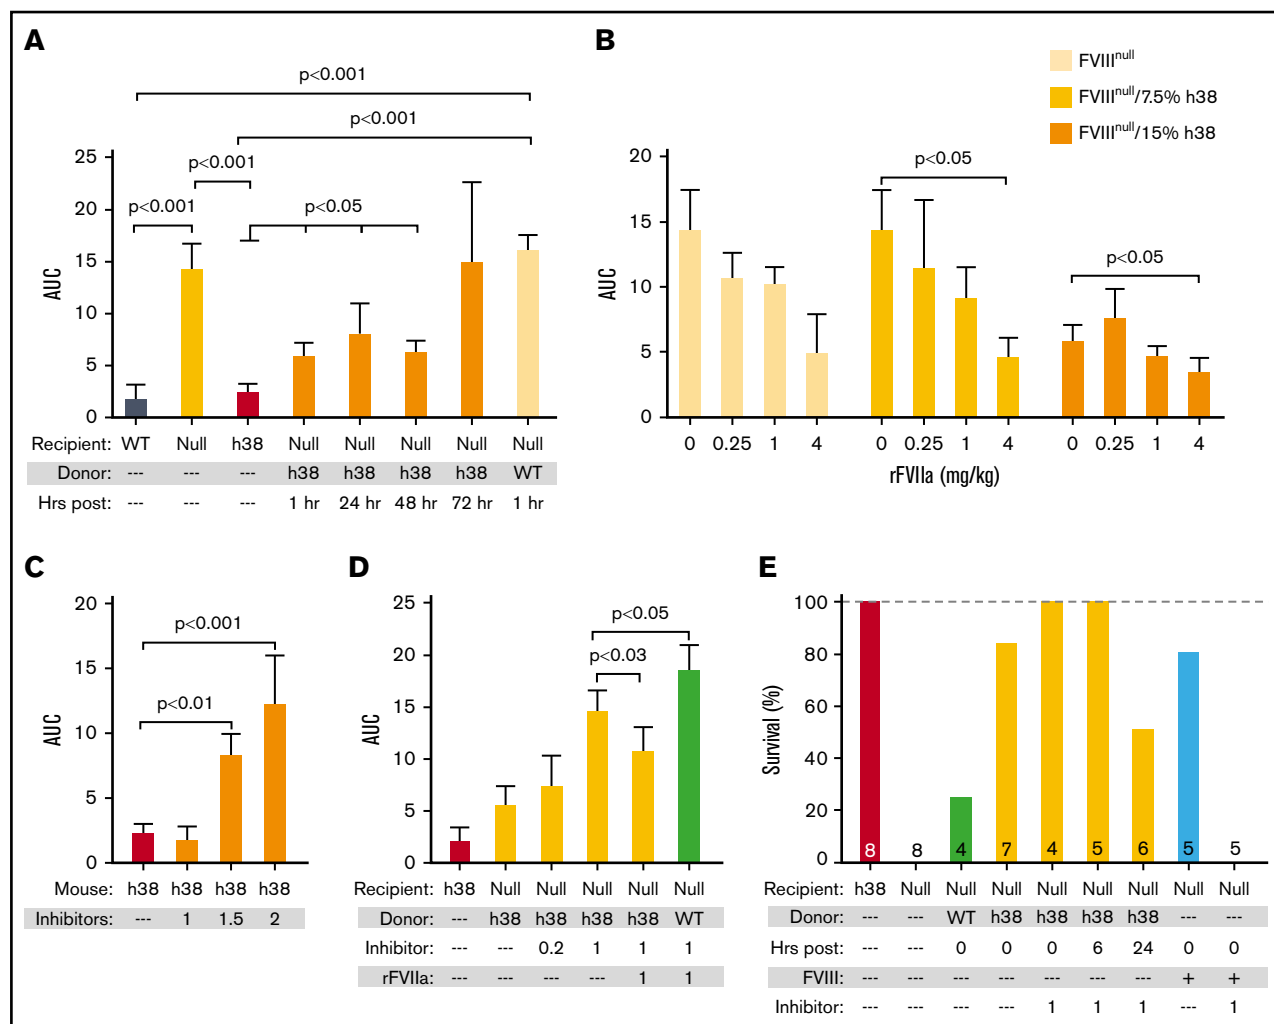 A
p<0.001
p<0.001
p<0.001
p<0.001
p<0.05
25
20
15
10
5
0
AUC
Recipient: WT Null h38 Null Null Null Null Null
Donor: --- --- --- h38 h38 h38 h38 WT
Hrs post: --- --- --- 1 hr 24 hr 48 hr 72 hr 1 hr
B
FVIIInull
FVIIInull/7.5% h38
FVIIInull/15% h38
p<0.05
p<0.05
20
15
10
5
0
AUC
0 0.25 1 4 0 0.25 1 4 0 0.25 1 4
rFVIIa (mg/kg)
C
p<0.001
p<0.01
20
15
10
5
0
AUC
Mouse: h38 h38 h38 h38
Inhibitors: --- 1 1.5 2
D
p<0.05
p<0.03
25
20
15
10
5
0
AUC
Recipient: h38 Null Null Null Null Null
Donor: --- h38 h38 h38 h38 WT
Inhibitor: --- --- 0.2 1 1 1
rFVIIa: --- --- --- --- 1 1
E
100
80
60
40
20
0
Survival (%)
8 8 4 7 4 5 6 5 5
Recipient: h38 Null Null Null Null Null Null Null Null
Donor: --- --- WT h38 h38 h38 h38 --- ---
Hrs post: --- --- 0 0 0 6 24 0 0
FVIII: --- --- --- --- --- --- --- + +
Inhibitor: --- --- --- --- 1 1 1 --- 1